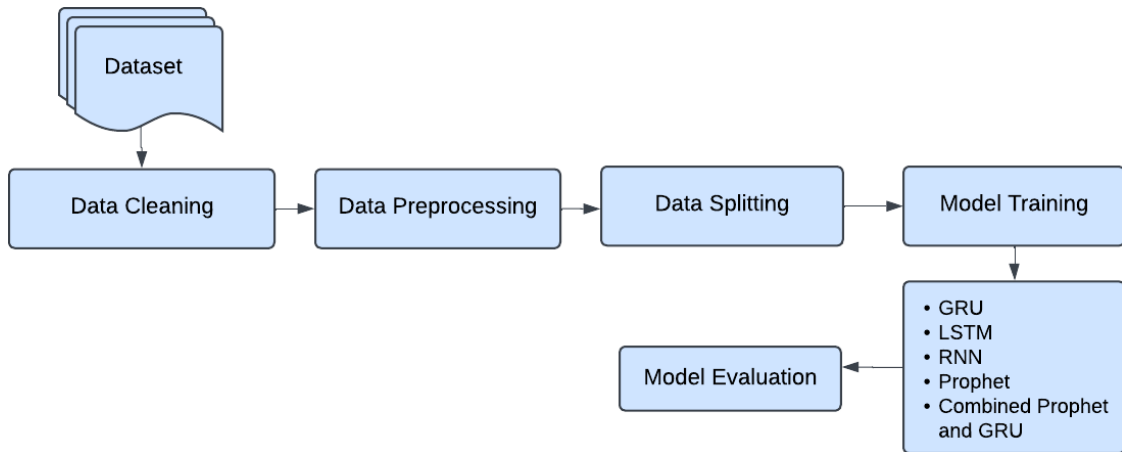 Dataset
Data Cleaning
Data Preprocessing
Data Splitting
Model Training
• GRU
• LSTM
• RNN
• Prophet
• Combined Prophet
and GRU
Model Evaluation